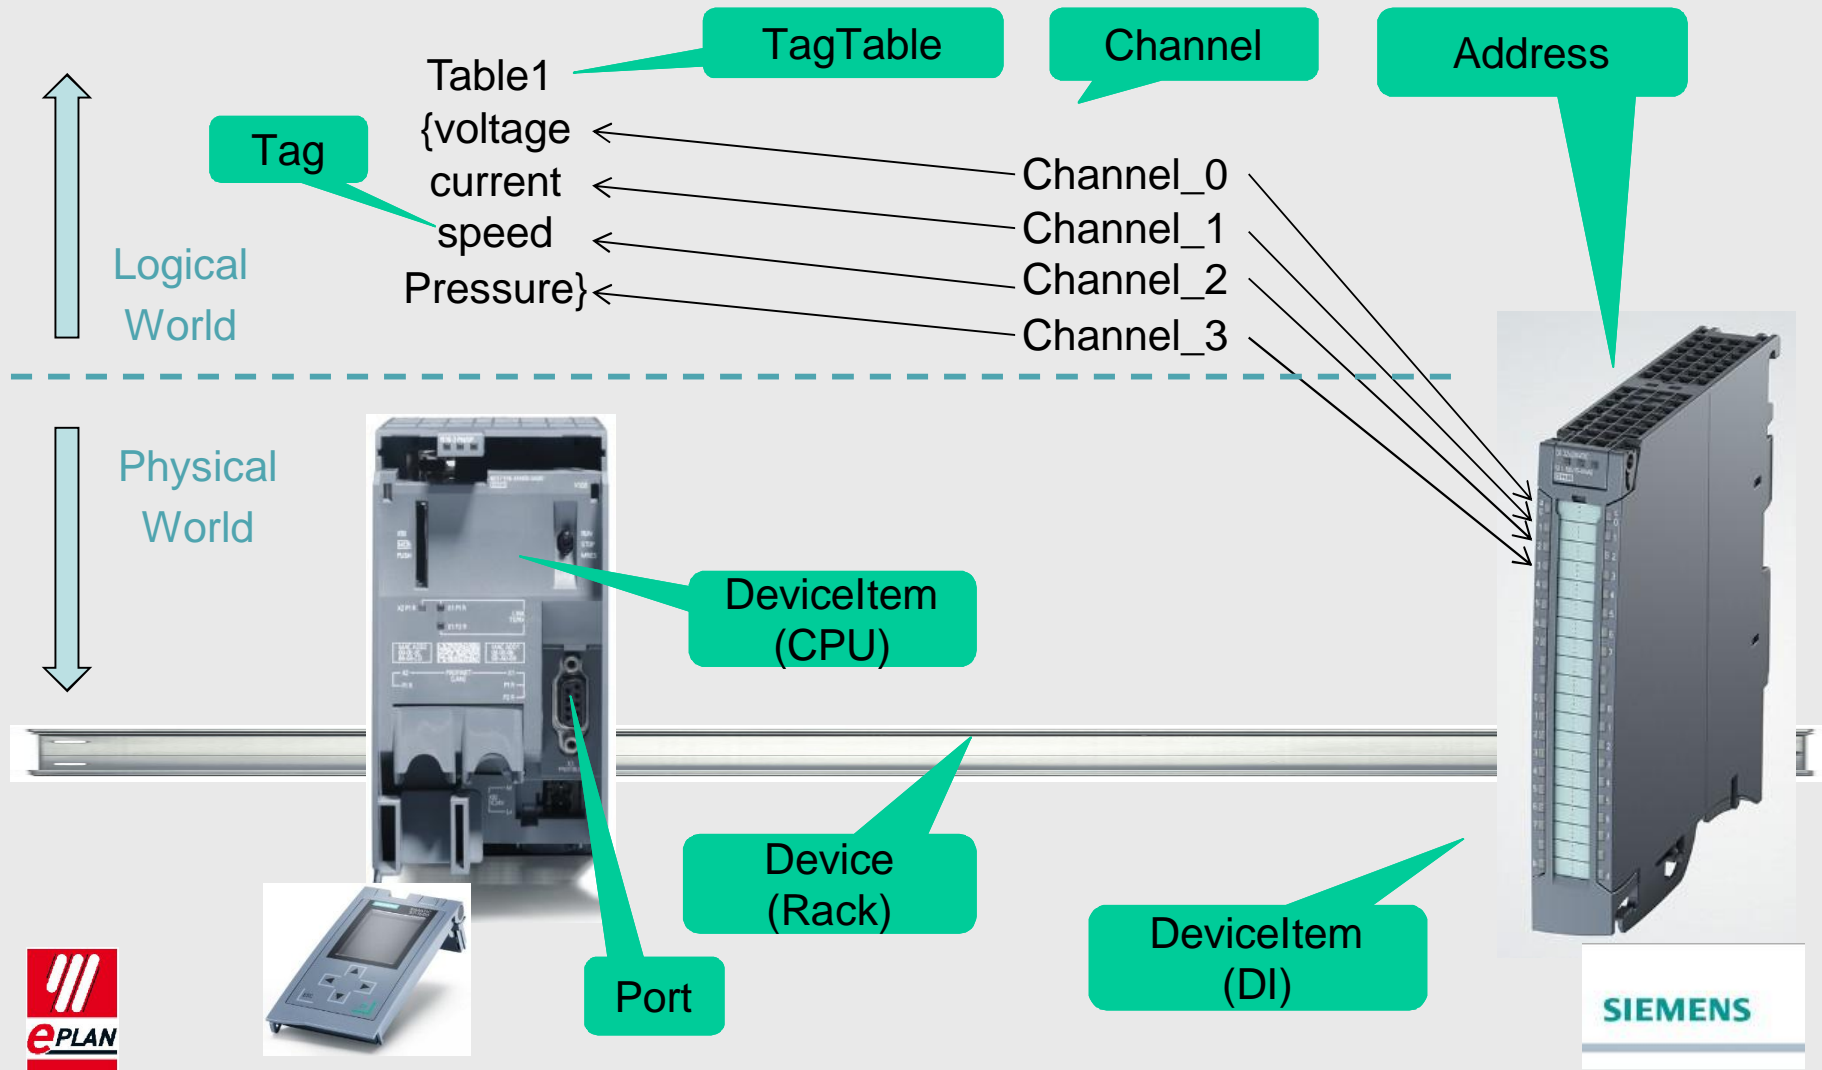 TagTable
Channel
Address
Table1
{voltage
Tag
current
speed
Pressure}
Channel_0
Channel_1
Channel_2
Channel_3
Logical
World
Physical
World
DeviceItem
(CPU)
Device
(Rack)
DeviceItem
(DI)
Port
ePLAN
SIEMENS